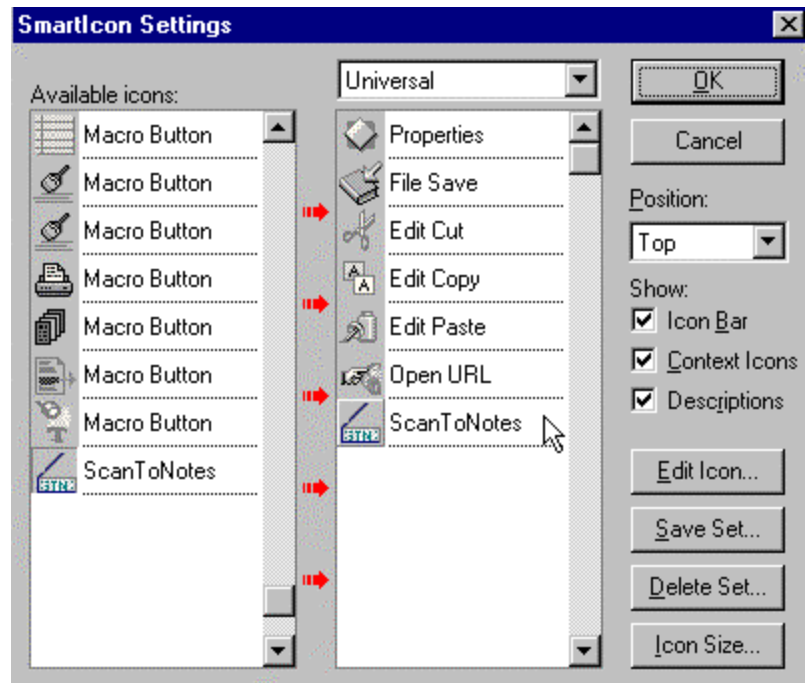 SmartIcon Settings
Available icons:
Macro Button
Macro Button
Macro Button
Macro Button
Macro Button
Macro Button
Macro Button
ScanToNotes
STN
Universal
Properties
File Save
Edit Cut
A
A
Edit Copy
Edit Paste
Open URL
ScanToNotes
STN
OK
Cancel
Position:
Top
Show:
Icon Bar
Context Icons
Descriptions
Edit Icon...
Save Set...
Delete Set...
Icon Size...